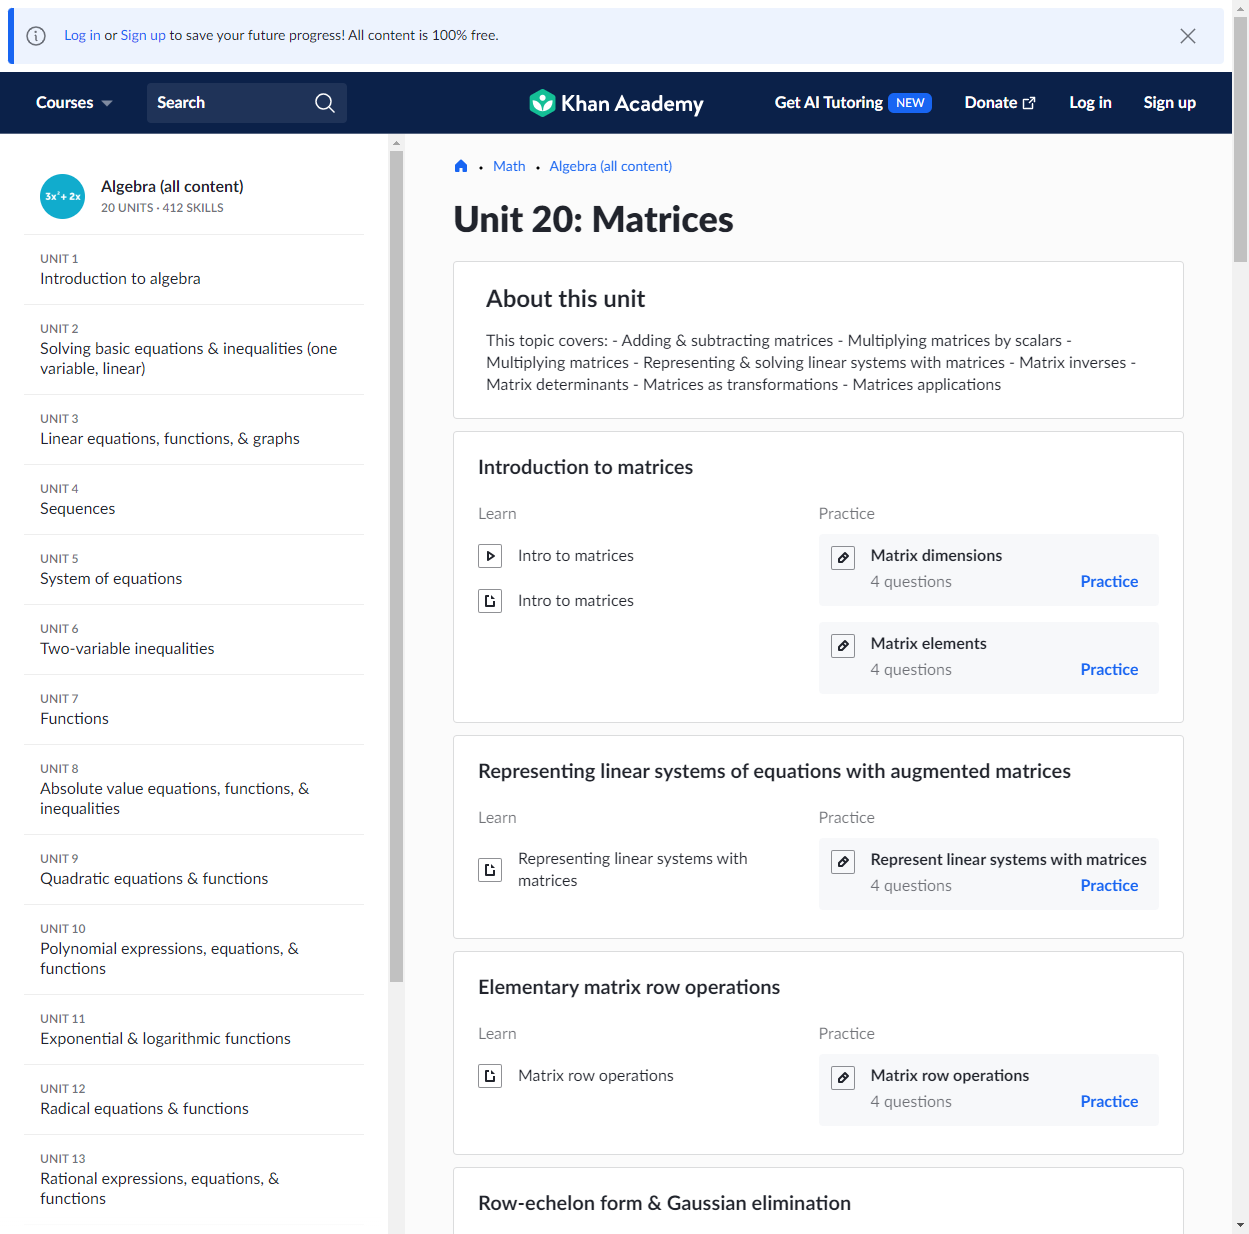 Log in or Sign up to save your future progress! All content is 100% free.
Courses
Search
Khan Academy
Get AI Tutoring NEW
Donate
Log in
Sign up
3x²+ 2x
Algebra (all content)
20 UNITS · 412 SKILLS
UNIT 1
Introduction to algebra
UNIT 2
Solving basic equations & inequalities (one
variable, linear)
UNIT 3
Linear equations, functions, & graphs
UNIT 4
Sequences
UNIT 5
System of equations
UNIT 6
Two-variable inequalities
UNIT 7
Functions
UNIT 8
Absolute value equations, functions, &
inequalities
UNIT 9
Quadratic equations & functions
UNIT 10
Polynomial expressions, equations, &
functions
UNIT 11
Exponential & logarithmic functions
UNIT 12
Radical equations & functions
UNIT 13
Rational expressions, equations, &
functions
• Math • Algebra (all content)
Unit 20: Matrices
About this unit
This topic covers: - Adding & subtracting matrices - Multiplying matrices by scalars -
Multiplying matrices - Representing & solving linear systems with matrices - Matrix inverses -
Matrix determinants - Matrices as transformations - Matrices applications
Introduction to matrices
Learn
Intro to matrices
Intro to matrices
Practice
Matrix dimensions
4 questions
Practice
Matrix elements
4 questions
Practice
Representing linear systems of equations with augmented matrices
Learn
Representing linear systems with
matrices
Practice
Represent linear systems with matrices
4 questions
Practice
Elementary matrix row operations
Learn
Matrix row operations
Practice
Matrix row operations
4 questions
Practice
Row-echelon form & Gaussian elimination